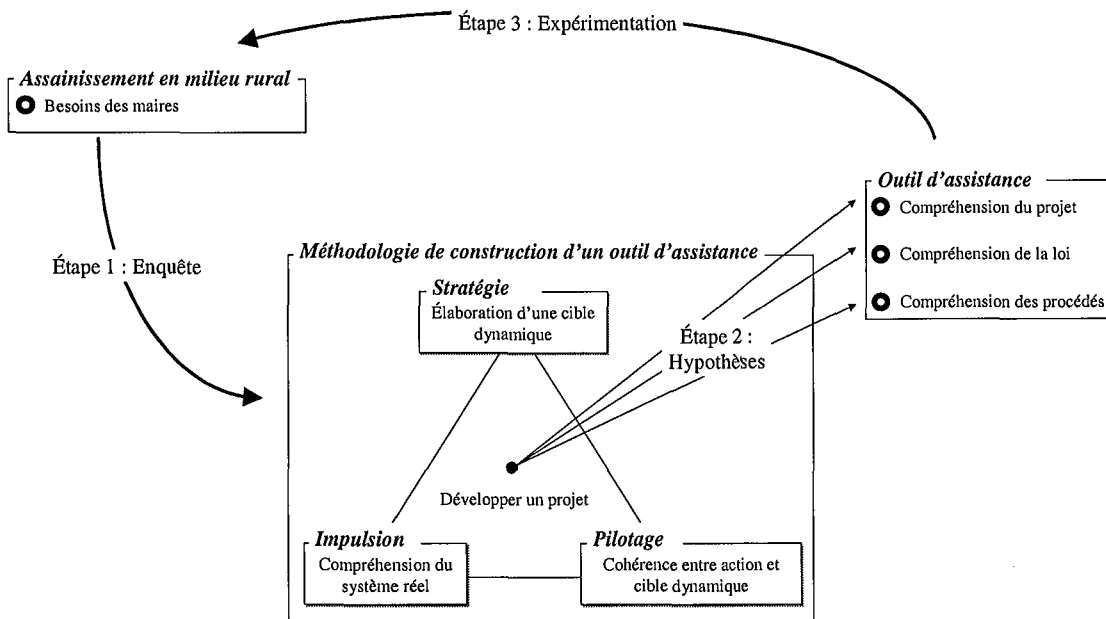 Étape 3 : Expérimentation
Assainissement en milieu rural
Besoins des maires
Étape 1 : Enquête
Outil d'assistance
Compréhension du projet
Compréhension de la loi
Compréhension des procédés
Méthodologie de construction d'un outil d'assistance
Stratégie
Élaboration d'une cible
dynamique
Étape 2 :
Hypothèses
Développer un projet
Impulsion
Compréhension du
système réel
Pilotage
Cohérence entre action et
cible dynamique